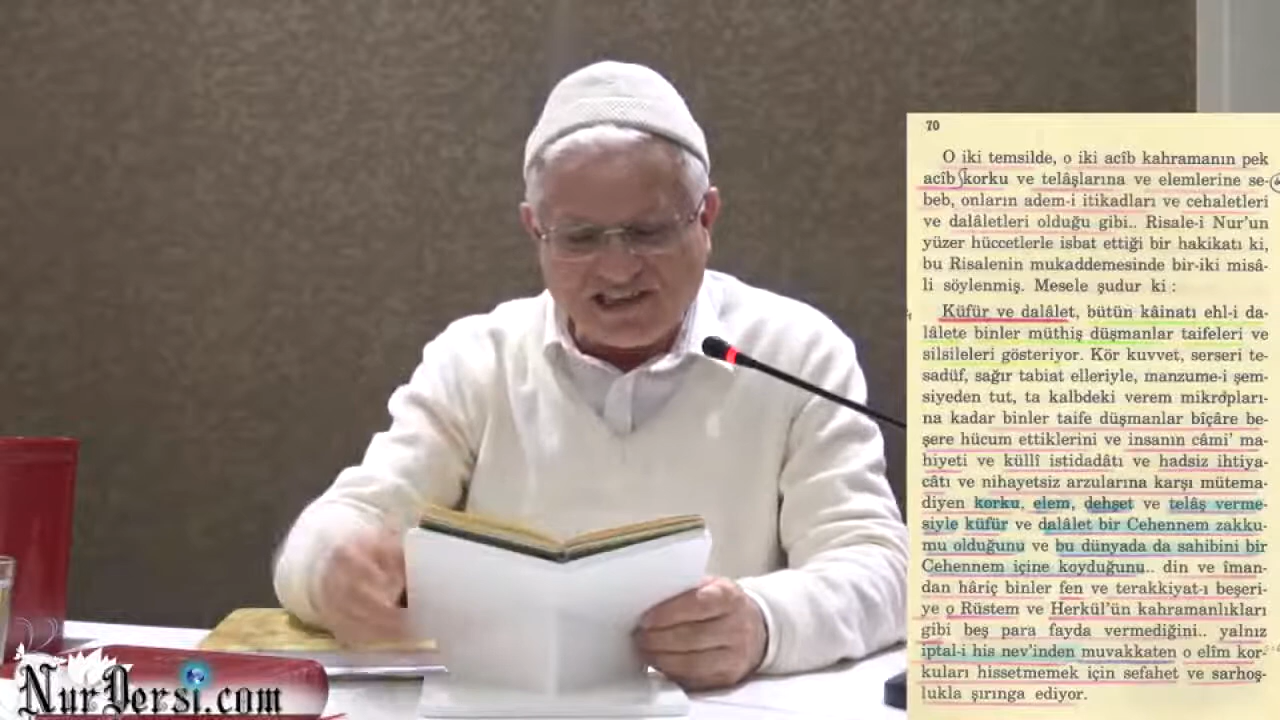 70
O iki temsilde, o iki acîb kahramanın pek
acîb korku ve telâşlarına ve elemlerine se-
beb, onların adem-i itikadları ve cehaletleri
ve dalâletleri olduğu gibi.. Risale-i Nur'un
yüzer hüccetlerle isbat ettiği bir hakikatı ki,
bu Risalenin mukaddemesinde bir-iki misâ-
li söylenmiş. Mesele şudur ki :
Küfür ve dalâlet, bütün kâinatı ehl-i da-
lâlete binler müthiş düşmanlar taifeleri ve
silsileleri gösteriyor. Kör kuvvet, serseri te-
sadüf, sağır tabiat elleriyle, manzume-i şem-
siyeden tut, ta kalbdeki verem mikropları-
na kadar binler taife düşmanlar bîçâre be-
şere hücum ettiklerini ve insanın câmi' ma-
hiyeti ve küllî istidadâtı ve hadsiz ihtiya-
câtı ve nihayetsiz arzularına karşı mütema-
diyen korku, elem, dehşet ve telâş verme-
siyle küfür ve dalâlet bir Cehennem zakku-
mu olduğunu ve bu dünyada da sahibini bir
Cehennem içine koyduğunu.. din ve îman-
dan hâriç binler fen ve terakkiyat-ı beşeri-
ye o Rüstem ve Herkül'ün kahramanlıkları
gibi beş para fayda vermediğini.. yalnız
iptal-i his nev'inden muvakkaten o elîm kor-
kuları hissetmemek için sefahet ve sarhoş-
lukla şırınga ediyor.
NurDersi.com